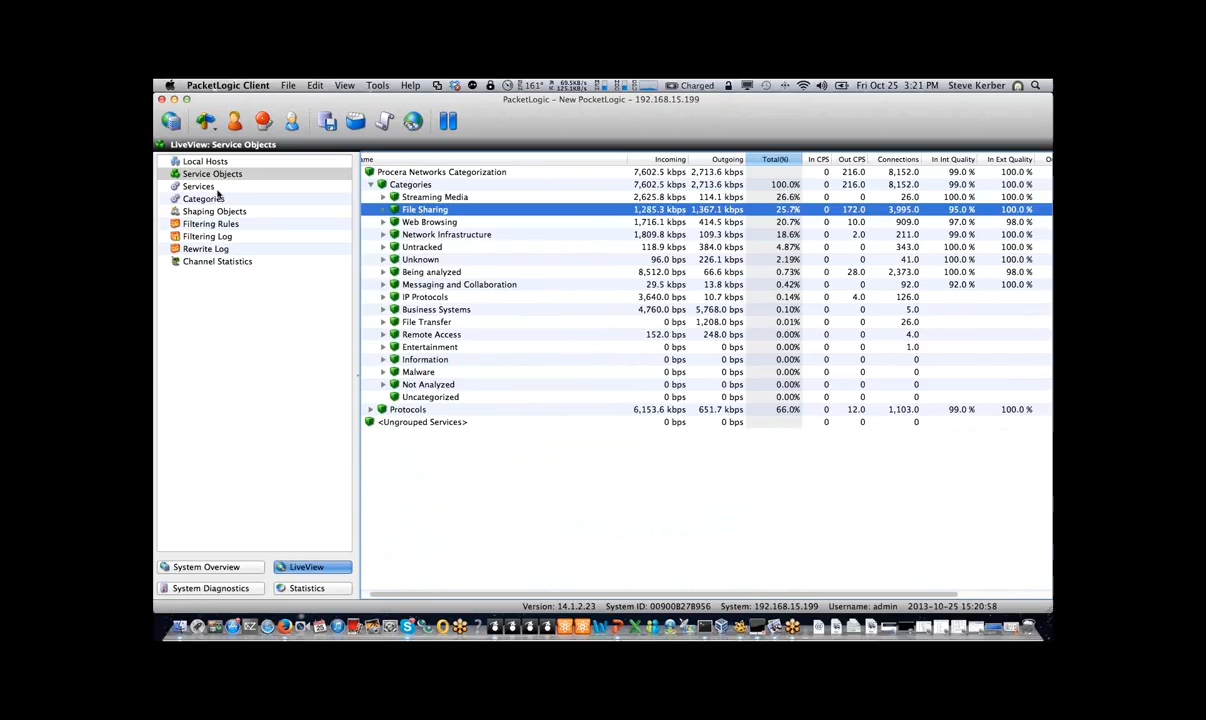 PacketLogic Client File Edit View Tools Help 161° 69.5KB/s 125.1KB/s Charged Fri Oct 25 3:21 PM Steve Kerber
PacketLogic - New PocketLogic - 192.168.15.199
LiveView: Service Objects
Local Hosts
Service Objects
Services
Categories
Shaping Objects
Filtering Rules
Filtering Log
Rewrite Log
Channel Statistics
ame Incoming Outgoing Total(%) In CPS Out CPS Connections In Int Quality In Ext Quality
Procera Networks Categorization 7,602.5 kbps 2,713.6 kbps 0 216.0 8,152.0 99.0 % 100.0 %
Categories 7,602.5 kbps 2,713.6 kbps 100.0% 0 216.0 8,152.0 99.0 % 100.0 %
Streaming Media 2,625.8 kbps 114.1 kbps 26.6% 0 0 26.0 99.0 % 100.0 %
File Sharing 1,285.3 kbps 1,367.1 kbps 25.7% 0 172.0 3,995.0 95.0 % 100.0 %
Web Browsing 1,716.1 kbps 414.5 kbps 20.7% 0 10.0 909.0 97.0 % 98.0 %
Network Infrastructure 1,809.8 kbps 109.3 kbps 18.6% 0 2.0 211.0 99.0 % 100.0 %
Untracked 118.9 kbps 384.0 kbps 4.87% 0 0 343.0 99.0 % 100.0 %
Unknown 96.0 bps 226.1 kbps 2.19% 0 0 41.0 99.0 % 100.0 %
Being analyzed 8,512.0 bps 66.6 kbps 0.73% 0 28.0 2,373.0 100.0 % 98.0 %
Messaging and Collaboration 29.5 kbps 13.8 kbps 0.42% 0 0 92.0 92.0 % 100.0 %
IP Protocols 3,640.0 bps 10.7 kbps 0.14% 0 4.0 126.0
Business Systems 4,760.0 bps 5,768.0 bps 0.10% 0 0 5.0
File Transfer 0 bps 1,208.0 bps 0.01% 0 0 26.0
Remote Access 152.0 bps 248.0 bps 0.00% 0 0 4.0
Entertainment 0 bps 0 bps 0.00% 0 0 1.0
Information 0 bps 0 bps 0.00% 0 0 0
Malware 0 bps 0 bps 0.00% 0 0 0
Not Analyzed 0 bps 0 bps 0.00% 0 0 0
Uncategorized 0 bps 0 bps 0.00% 0 0 0
Protocols 6,153.6 kbps 651.7 kbps 66.0% 0 12.0 1,103.0 99.0 % 100.0 %
<Ungrouped Services> 0 bps 0 bps 0 0 0
System Overview LiveView
System Diagnostics Statistics
Version: 14.1.2.23 System ID: 00900B27B956 System: 192.168.15.199 Username: admin 2013-10-25 15:20:58